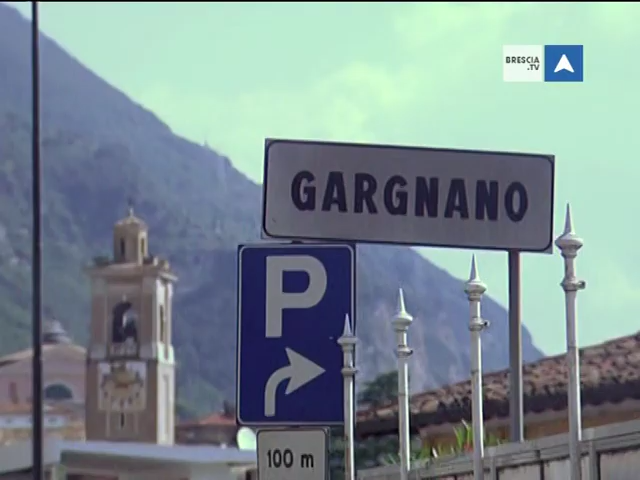 BRESCIA
.TV
GARGNANO
P
100 m